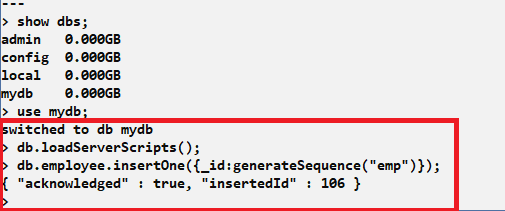 ---
> show dbs;
admin   0.000GB
config  0.000GB
local   0.000GB
mydb    0.000GB
> use mydb;
switched to db mydb
> db.loadServerScripts();
> db.employee.insertOne({_id:generateSequence("emp")});
{ "acknowledged" : true, "insertedId" : 106 }
>